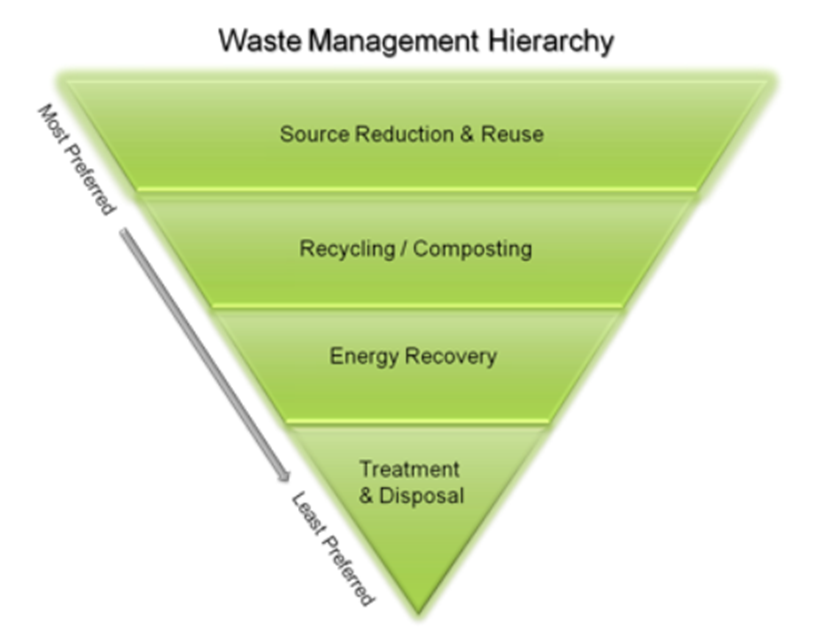 Waste Management Hierarchy
Most Preferred
Source Reduction & Reuse
Recycling / Composting
Energy Recovery
Treatment
& Disposal
Least Preferred